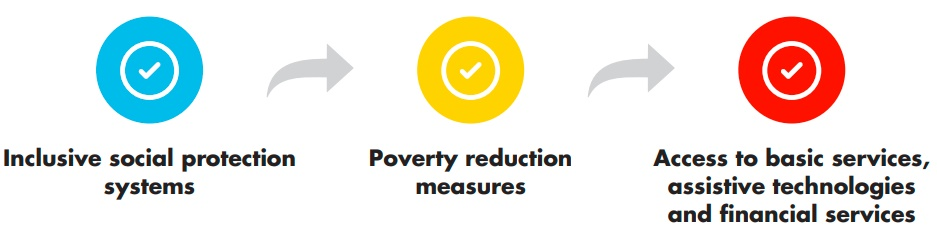 Inclusive social protection
systems
Poverty reduction
measures
Access to basic services,
assistive technologies
and financial services